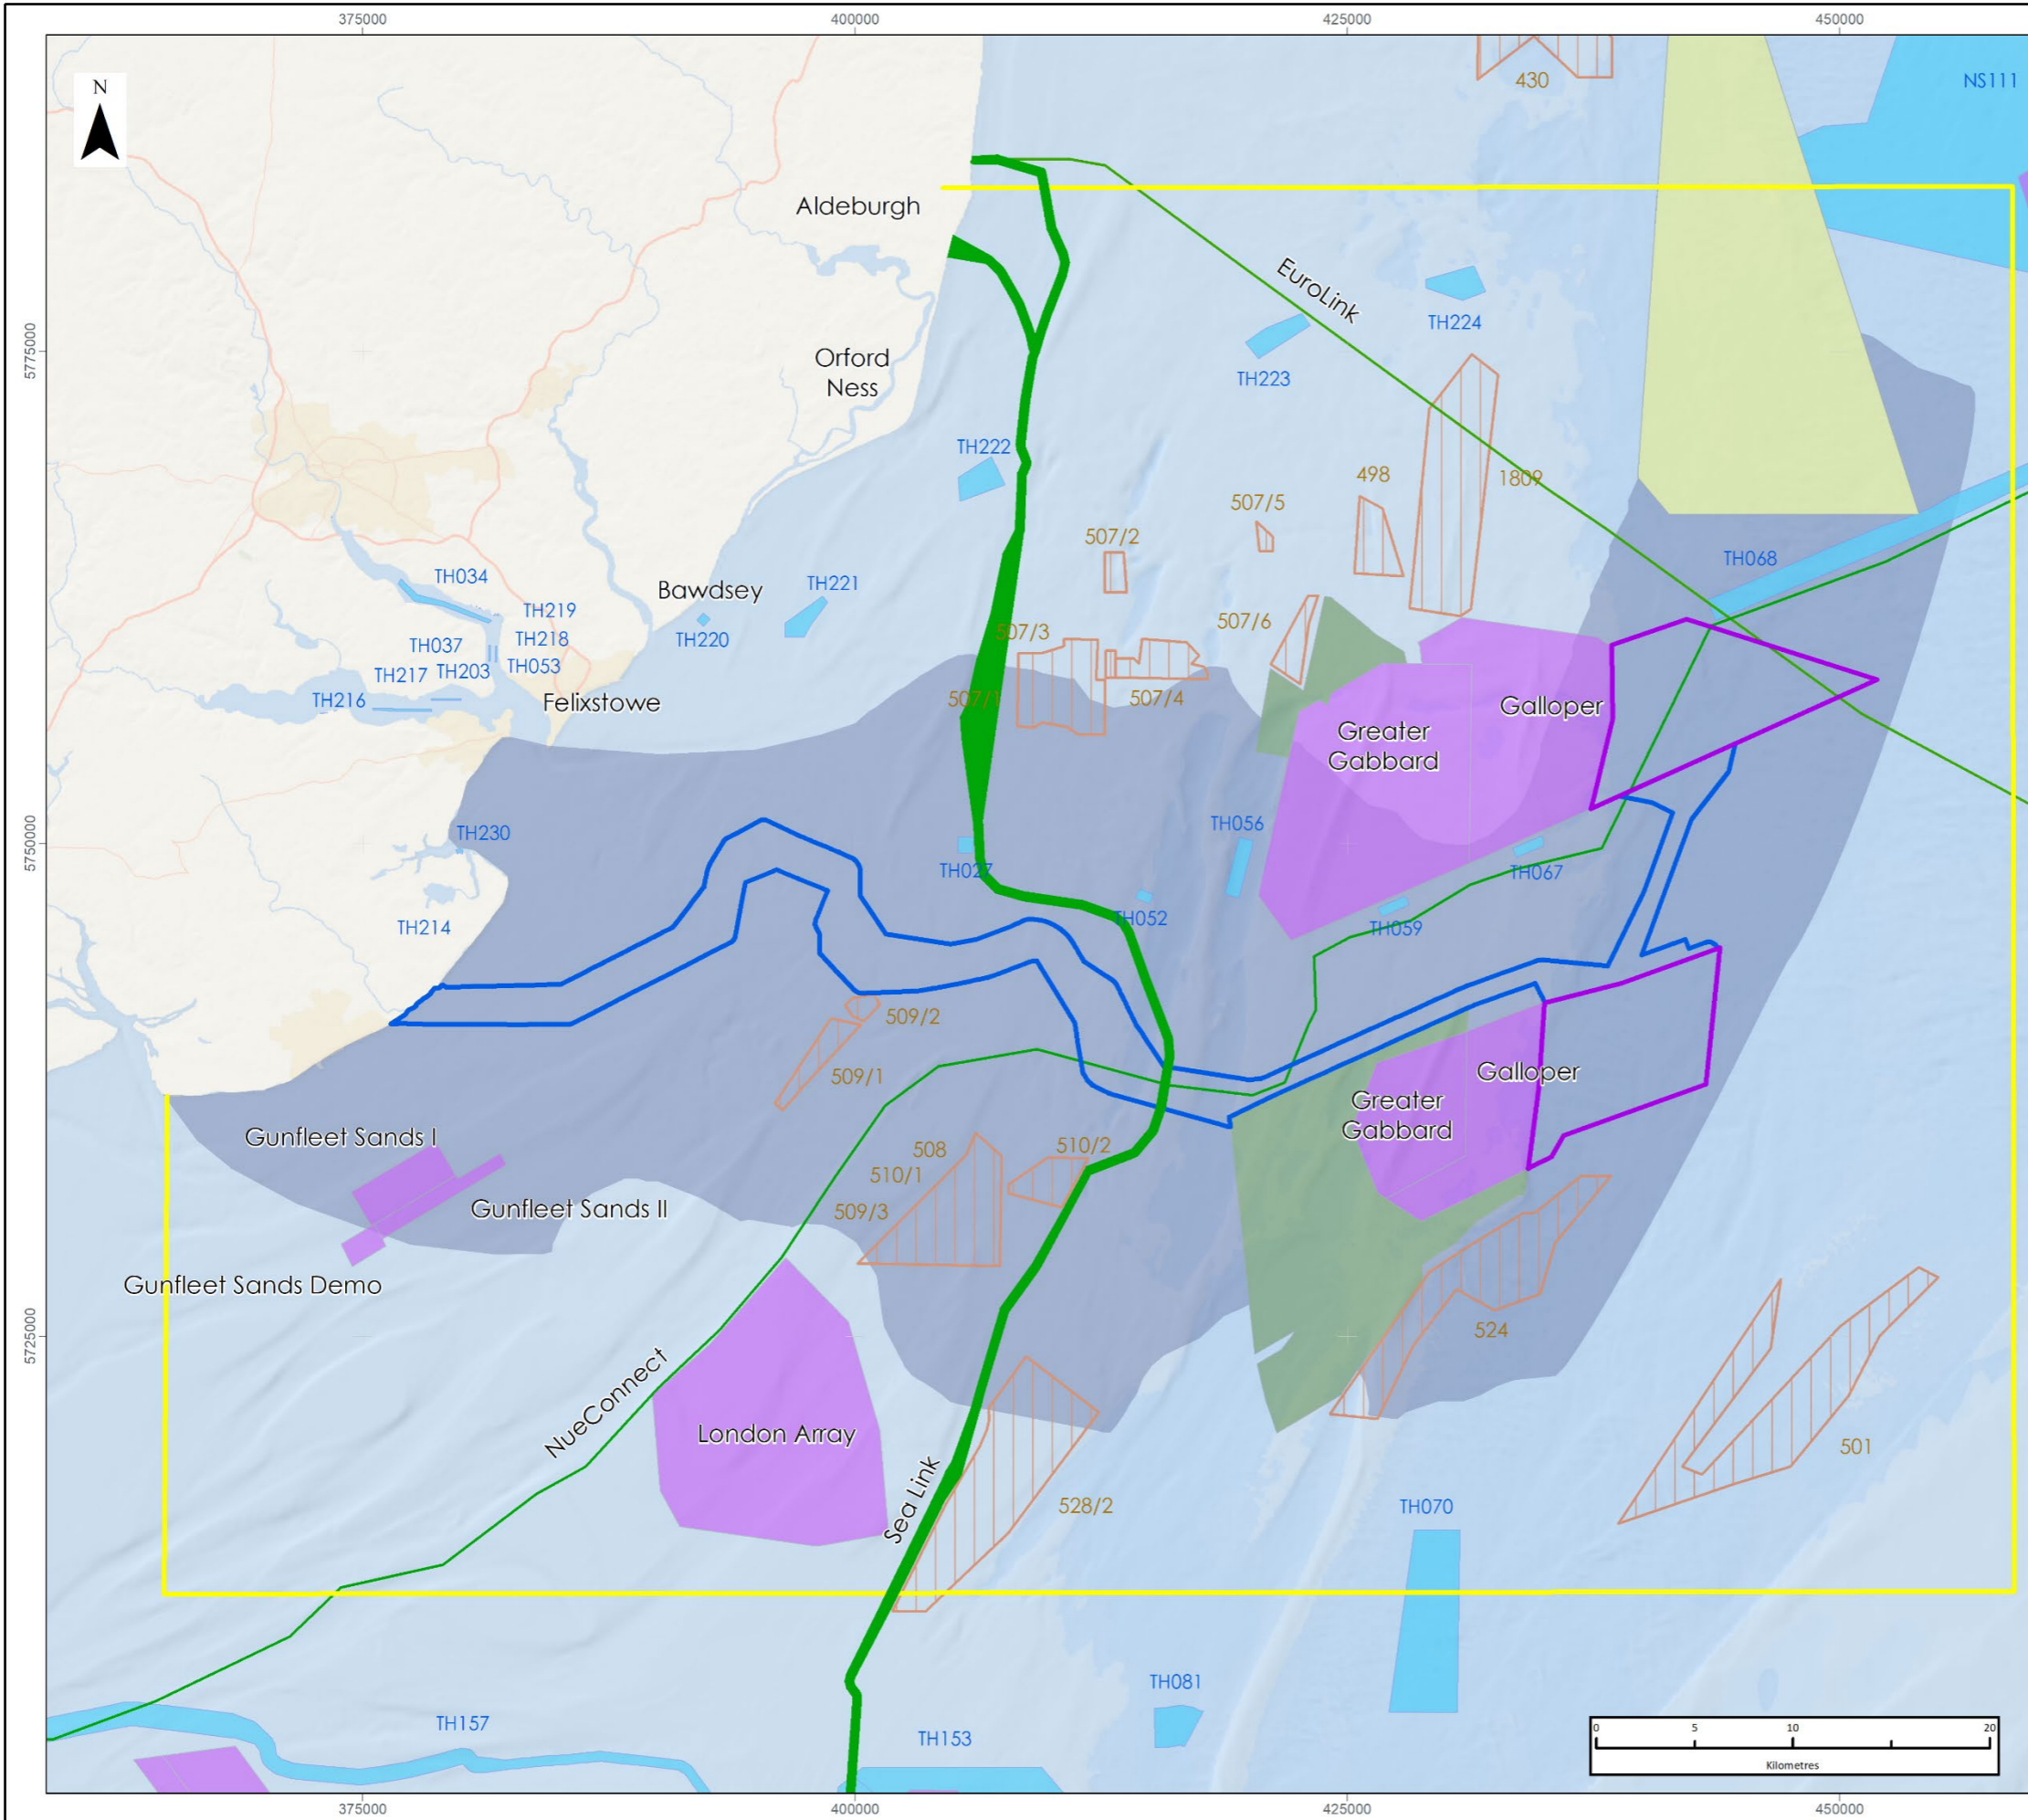 375000
400000
425000
450000
430
NS111
N
Aldeburgh
EuroLink
5775000
TH224
Orford
Ness
TH223
TH222
498
1809
507/5
507/2
TH068
TH034
Bawdsey
TH221
TH219
507/6
507/3
TH218
TH220
TH037
TH053
TH217
TH203
TH216
Felixstowe
507/1
507/4
Galloper
Greater
Gabbard
5750000
TH230
TH056
TH027
TH067
TH052
TH214
TH059
509/2
509/1
Galloper
Greater
Gabbard
Gunfleet Sands I
508
510/2
510/1
Gunfleet Sands II
509/3
Gunfleet Sands Demo
5725000
524
NueConnect
London Array
501
Sea Link
528/2
TH070
TH081
TH157
TH153
0
5
10
20
Kilometres
375000
400000
425000
450000